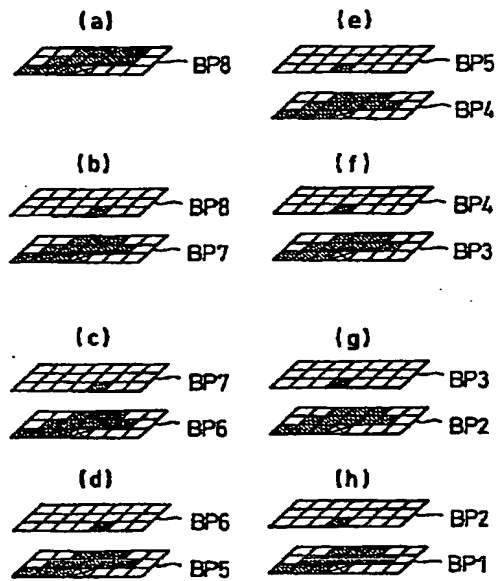 (a)
BP8
(b)
BP8
BP7
(c)
BP7
BP6
(d)
BP6
BP5
(e)
BP5
BP4
(f)
BP4
BP3
(g)
BP3
BP2
(h)
BP2
BP1